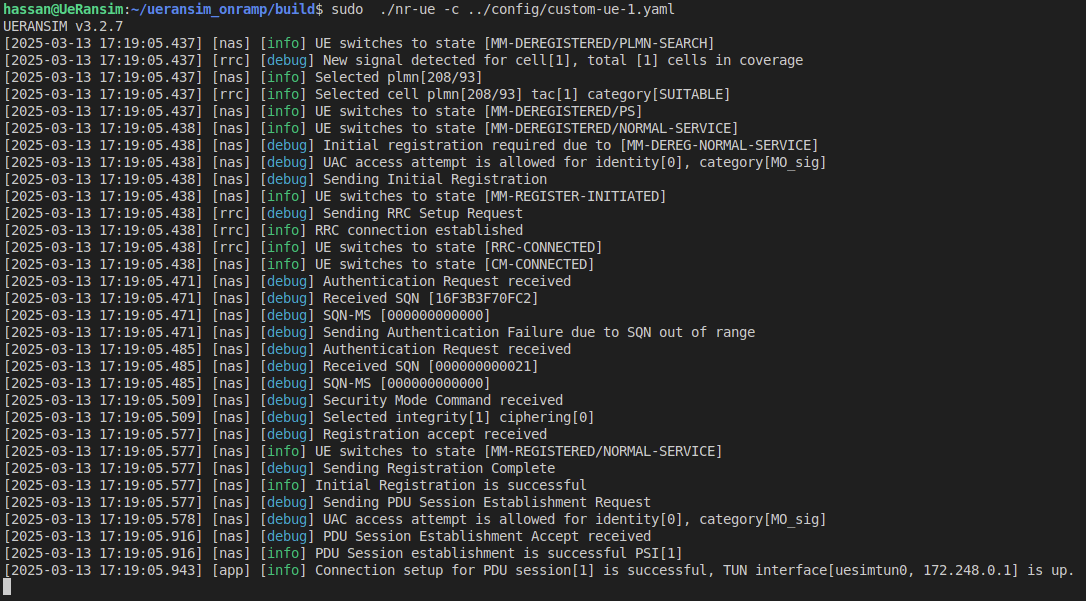 hassan@UeRansim:~/ueransim_onramp/build$ sudo  ./nr-ue -c ../config/custom-ue-1.yaml
UERANSIM v3.2.7
[2025-03-13 17:19:05.437] [nas] [info] UE switches to state [MM-DEREGISTERED/PLMN-SEARCH]
[2025-03-13 17:19:05.437] [rrc] [debug] New signal detected for cell[1], total [1] cells in coverage
[2025-03-13 17:19:05.437] [nas] [info] Selected plmn[208/93]
[2025-03-13 17:19:05.437] [rrc] [info] Selected cell plmn[208/93] tac[1] category[SUITABLE]
[2025-03-13 17:19:05.437] [nas] [info] UE switches to state [MM-DEREGISTERED/PS]
[2025-03-13 17:19:05.438] [nas] [info] UE switches to state [MM-DEREGISTERED/NORMAL-SERVICE]
[2025-03-13 17:19:05.438] [nas] [debug] Initial registration required due to [MM-DEREG-NORMAL-SERVICE]
[2025-03-13 17:19:05.438] [nas] [debug] UAC access attempt is allowed for identity[0], category[MO_sig]
[2025-03-13 17:19:05.438] [nas] [debug] Sending Initial Registration
[2025-03-13 17:19:05.438] [nas] [info] UE switches to state [MM-REGISTER-INITIATED]
[2025-03-13 17:19:05.438] [rrc] [debug] Sending RRC Setup Request
[2025-03-13 17:19:05.438] [rrc] [info] RRC connection established
[2025-03-13 17:19:05.438] [rrc] [info] UE switches to state [RRC-CONNECTED]
[2025-03-13 17:19:05.438] [nas] [info] UE switches to state [CM-CONNECTED]
[2025-03-13 17:19:05.471] [nas] [debug] Authentication Request received
[2025-03-13 17:19:05.471] [nas] [debug] Received SQN [16F3B3F70FC2]
[2025-03-13 17:19:05.471] [nas] [debug] SQN-MS [000000000000]
[2025-03-13 17:19:05.471] [nas] [debug] Sending Authentication Failure due to SQN out of range
[2025-03-13 17:19:05.485] [nas] [debug] Authentication Request received
[2025-03-13 17:19:05.485] [nas] [debug] Received SQN [000000000021]
[2025-03-13 17:19:05.485] [nas] [debug] SQN-MS [000000000000]
[2025-03-13 17:19:05.509] [nas] [debug] Security Mode Command received
[2025-03-13 17:19:05.509] [nas] [debug] Selected integrity[1] ciphering[0]
[2025-03-13 17:19:05.577] [nas] [debug] Registration accept received
[2025-03-13 17:19:05.577] [nas] [info] UE switches to state [MM-REGISTERED/NORMAL-SERVICE]
[2025-03-13 17:19:05.577] [nas] [debug] Sending Registration Complete
[2025-03-13 17:19:05.577] [nas] [info] Initial Registration is successful
[2025-03-13 17:19:05.577] [nas] [debug] Sending PDU Session Establishment Request
[2025-03-13 17:19:05.578] [nas] [debug] UAC access attempt is allowed for identity[0], category[MO_sig]
[2025-03-13 17:19:05.916] [nas] [debug] PDU Session Establishment Accept received
[2025-03-13 17:19:05.916] [nas] [info] PDU Session establishment is successful PSI[1]
[2025-03-13 17:19:05.943] [app] [info] Connection setup for PDU session[1] is successful, TUN interface[uesimtun0, 172.248.0.1] is up.